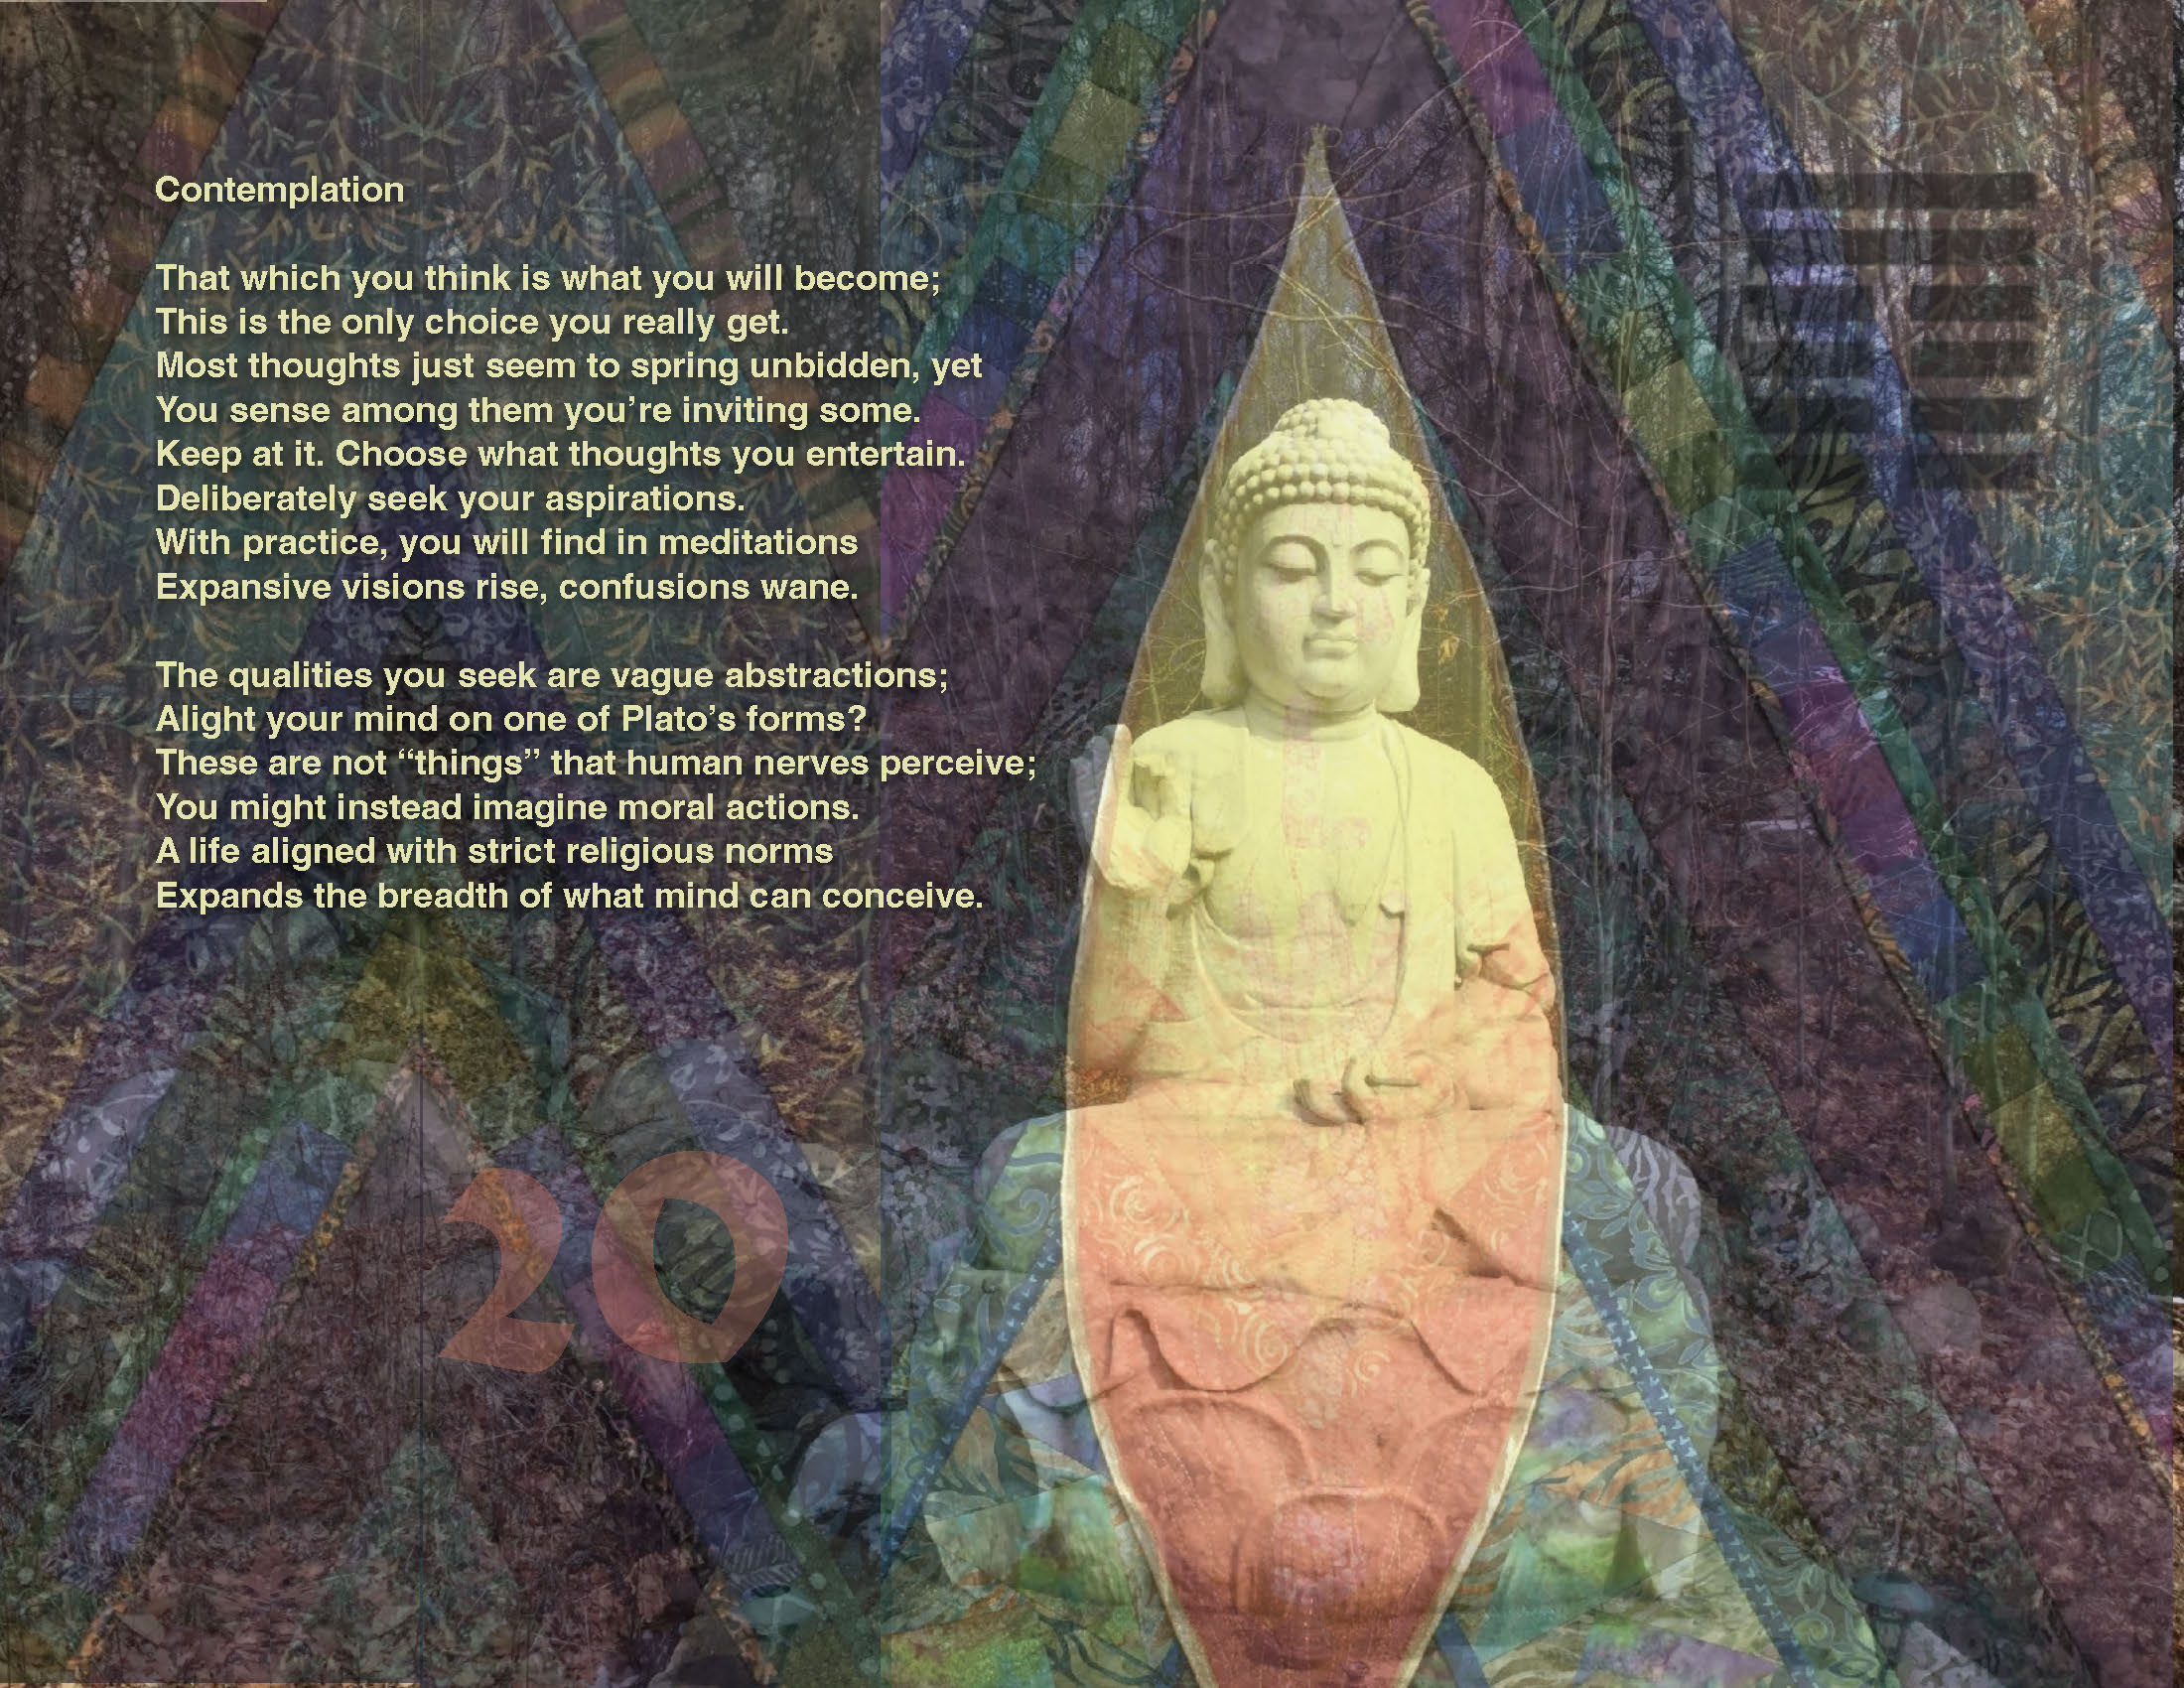 Contemplation
That which you think is what you will become;
This is the only choice you really get.
Most thoughts just seem to spring unbidden, yet
You sense among them you’re inviting some.
Keep at it. Choose what thoughts you entertain.
Deliberately seek your aspirations.
With practice, you will find in meditations
Expansive visions rise, confusions wane.
The qualities you seek are vague abstractions;
Alight your mind on one of Plato’s forms?
These are not “things” that human nerves perceive;
You might instead imagine moral actions.
A life aligned with strict religious norms
Expands the breadth of what mind can conceive.
20